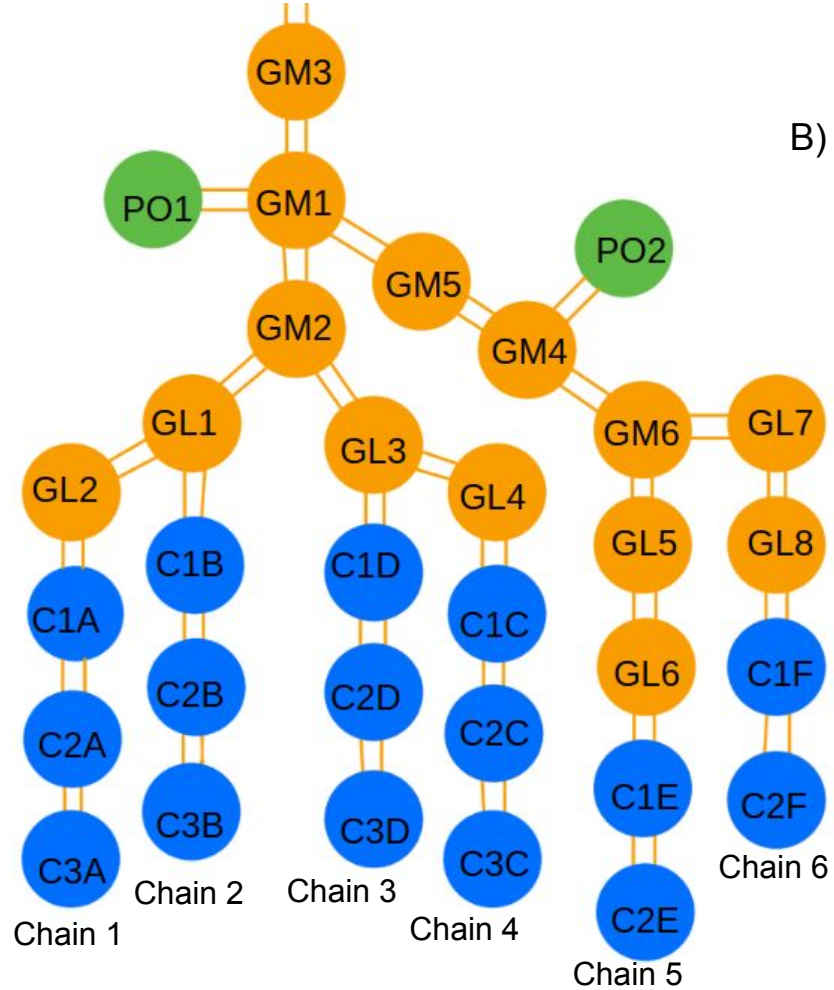 GM3
B)
PO1
GM1
PO2
GM5
GM2
GM4
GL1
GL3
GM6
GL7
GL2
GL4
C1B
C1D
GL5
GL8
C1A
C1C
C2B
C2D
GL6
C1F
C2A
C2C
C1E
C2F
C3B
C3D
C3A
C3C
Chain 6
Chain 2
Chain 3
C2E
Chain 1
Chain 4
Chain 5